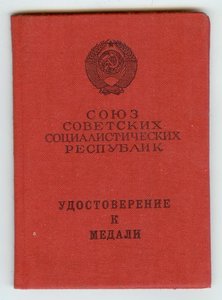 СОЮЗ
СОВЕТСКИХ
СОЦИАЛИСТИЧЕСКИХ
РЕСПУБЛИК
УДОСТОВЕРЕНИЕ
К
МЕДАЛИ